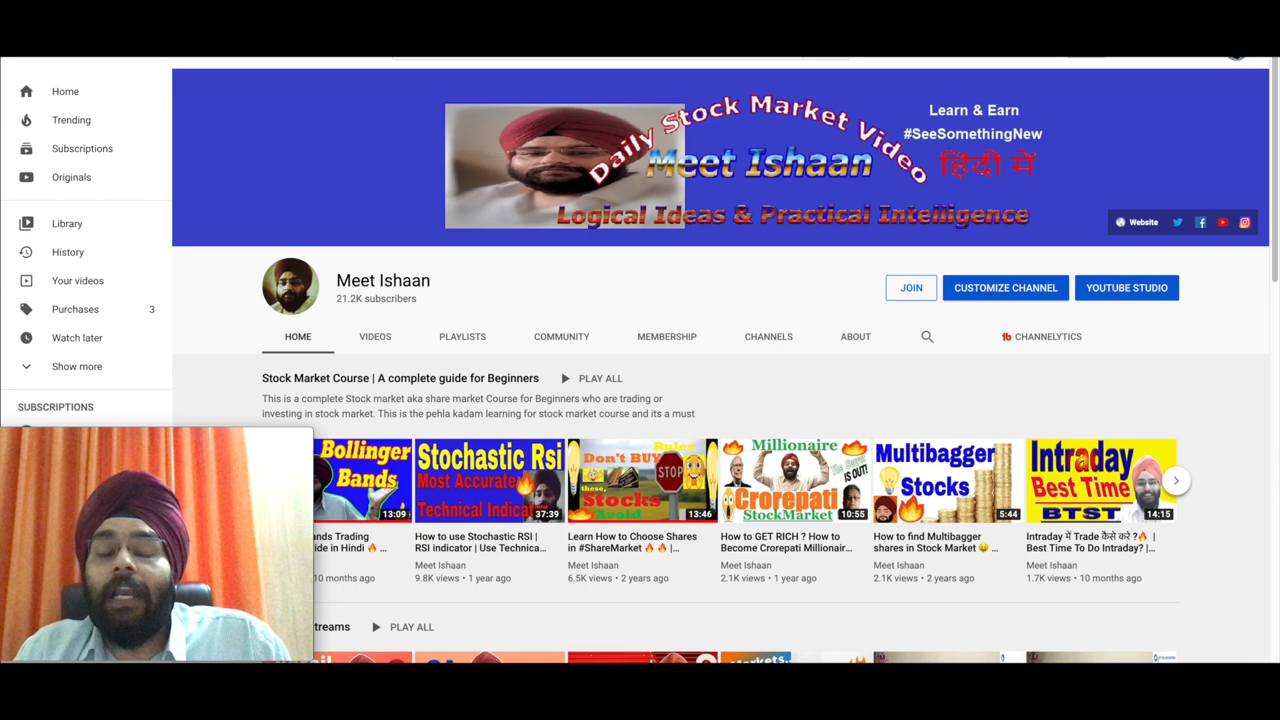 Home
Trending
Subscriptions
Originals
Library
History
Your videos
Purchases 3
Watch later
Show more
SUBSCRIPTIONS
Daily Stock Market Video
Meet Ishaan
Logical Ideas & Practical Intelligence
Learn & Earn
#SeeSomethingNew
हिंदी में
Website
Meet Ishaan
21.2K subscribers
JOIN
CUSTOMIZE CHANNEL
YOUTUBE STUDIO
HOME VIDEOS PLAYLISTS COMMUNITY MEMBERSHIP CHANNELS ABOUT CHANNELYTICS
Stock Market Course | A complete guide for Beginners PLAY ALL
This is a complete Stock market aka share market Course for Beginners who are trading or
investing in stock market. This is the pehla kadam learning for stock market course and its a must
Bollinger
Bands
13:09
ands Trading
ide in Hindi
10 months ago
Stochastic Rsi
Most Accurate
Technical Indicat
37:39
How to use Stochastic RSI |
RSI indicator | Use Technica...
Meet Ishaan
9.8K views • 1 year ago
Rules
Don't BUY
these,
STOP
Stocks
Avoid
13:46
Learn How to Choose Shares
in #ShareMarket | ...
Meet Ishaan
6.5K views • 2 years ago
Millionaire
IS OUT!
Crorepati
StockMarket
10:55
How to GET RICH ? How to
Become Crorepati Millionair...
Meet Ishaan
2.1K views • 1 year ago
Multibagger
Stocks
5:44
How to find Multibagger
shares in Stock Market ...
Meet Ishaan
2.1K views • 2 years ago
Intraday
Best Time
BTST
14:15
Intraday में Trade कैसे करे ? |
Best Time To Do Intraday? |...
Meet Ishaan
1.7K views • 10 months ago
treams PLAY ALL